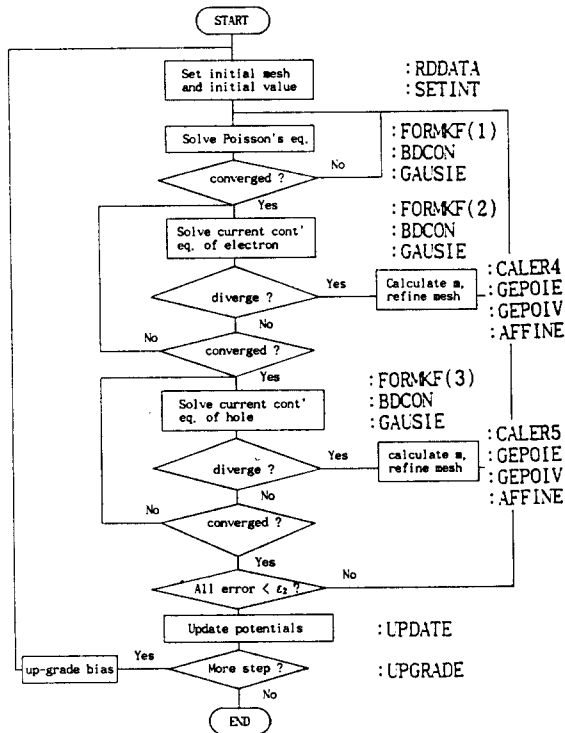 START
Set initial mesh
and initial value
:RDDATA
:SETINT
Solve Poisson's eq.
:FORMKF(1)
:BDCON
:GAUSIE
converged ?
No
Yes
Solve current cont'
eq. of electron
:FORMKF(2)
:BDCON
:GAUSIE
diverge ?
Yes
Calculate m,
refine mesh
:CALER4
:GEPOIE
:GEPOIV
:AFFINE
No
No
converged ?
Yes
Solve current cont'
eq. of hole
:FORMKF(3)
:BDCON
:GAUSIE
diverge ?
Yes
calculate m,
refine mesh
:CALER5
:GEPOIE
:GEPOIV
:AFFINE
No
No
converged ?
Yes
All error < ε₂ ?
No
Update potentials
:UPDATE
up-grade bias
Yes
More step ?
:UPGRADE
No
END